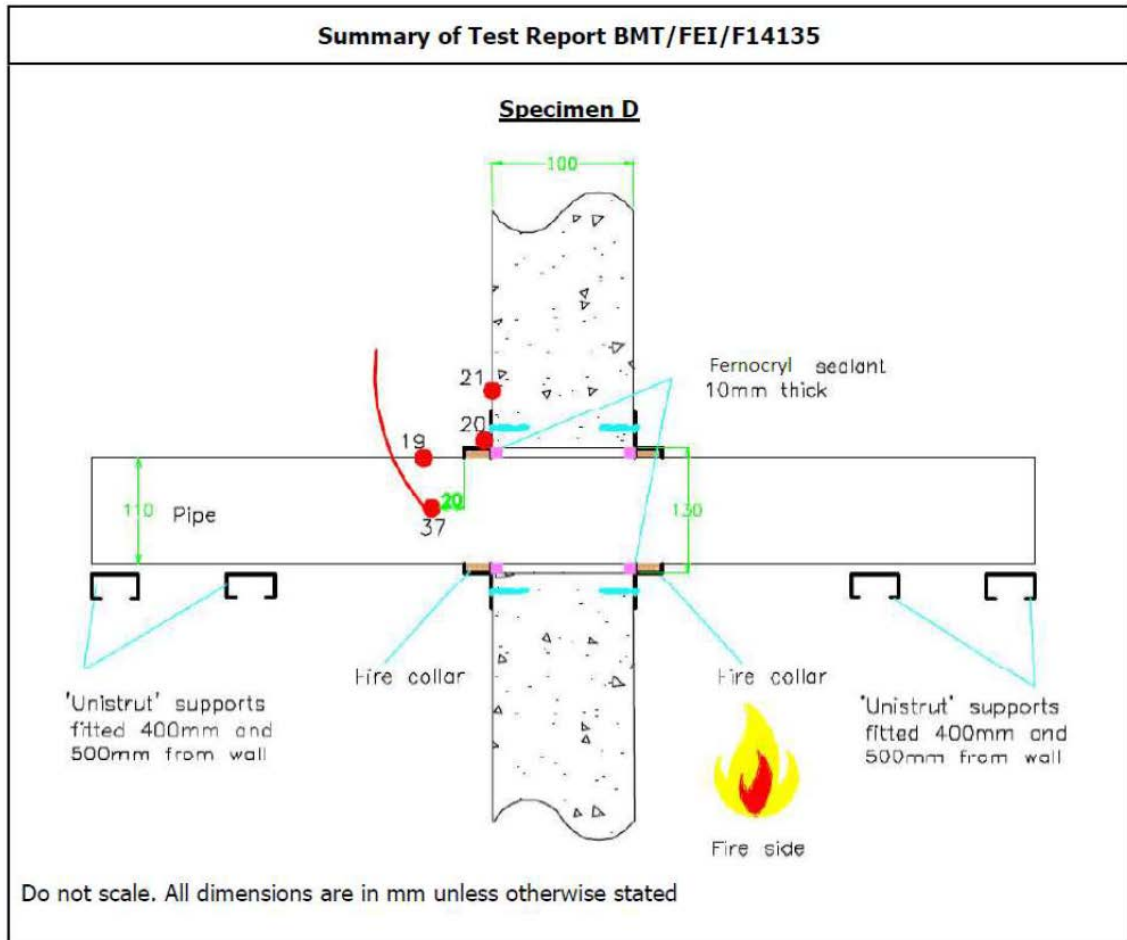 Summary of Test Report BMT/FEI/F14135
Specimen D
100
Fernocryl sealant
10mm thick
21
20
19
20
37
110
Pipe
130
Fire collar
Fire collar
'Unistrut' supports
fitted 400mm and
500mm from wall
'Unistrut' supports
fitted 400mm and
500mm from wall
Fire side
Do not scale. All dimensions are in mm unless otherwise stated